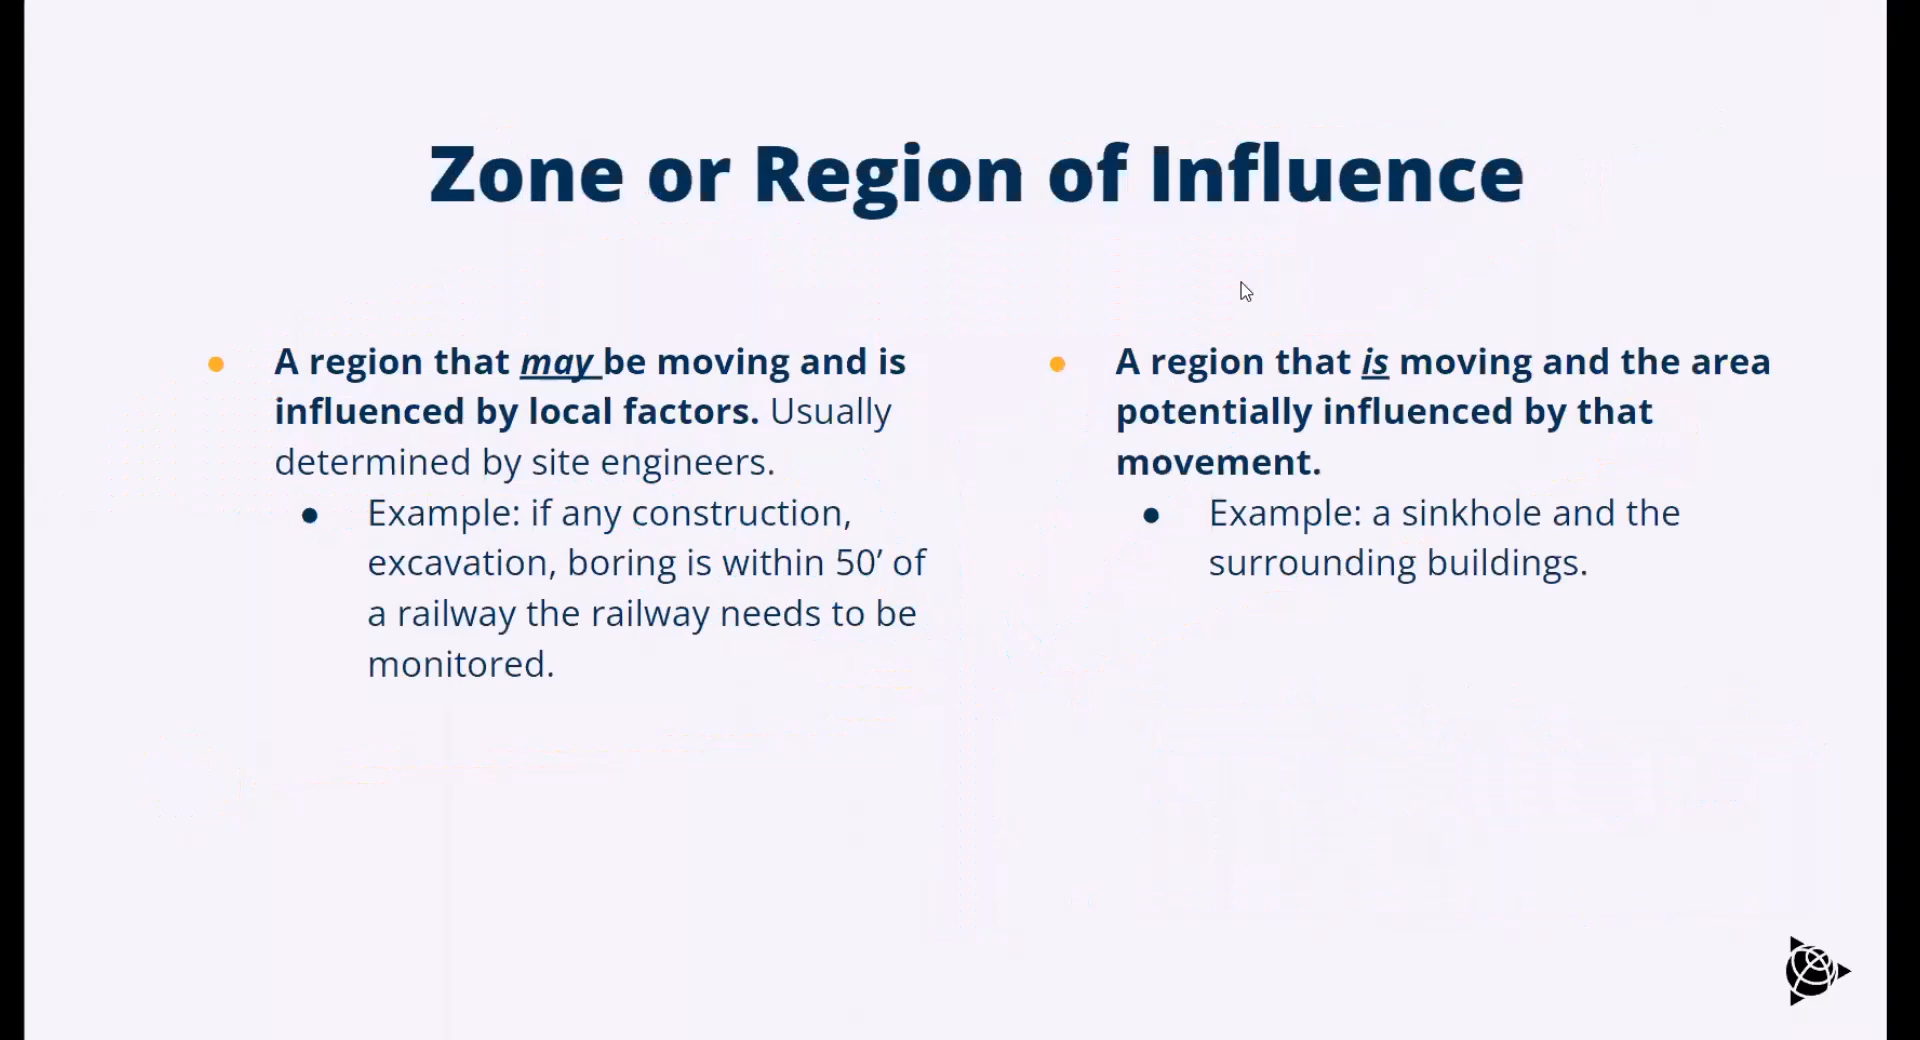 Zone or Region of Influence
A region that may be moving and is
influenced by local factors. Usually
determined by site engineers.
Example: if any construction,
excavation, boring is within 50’ of
a railway the railway needs to be
monitored.
A region that is moving and the area
potentially influenced by that
movement.
Example: a sinkhole and the
surrounding buildings.